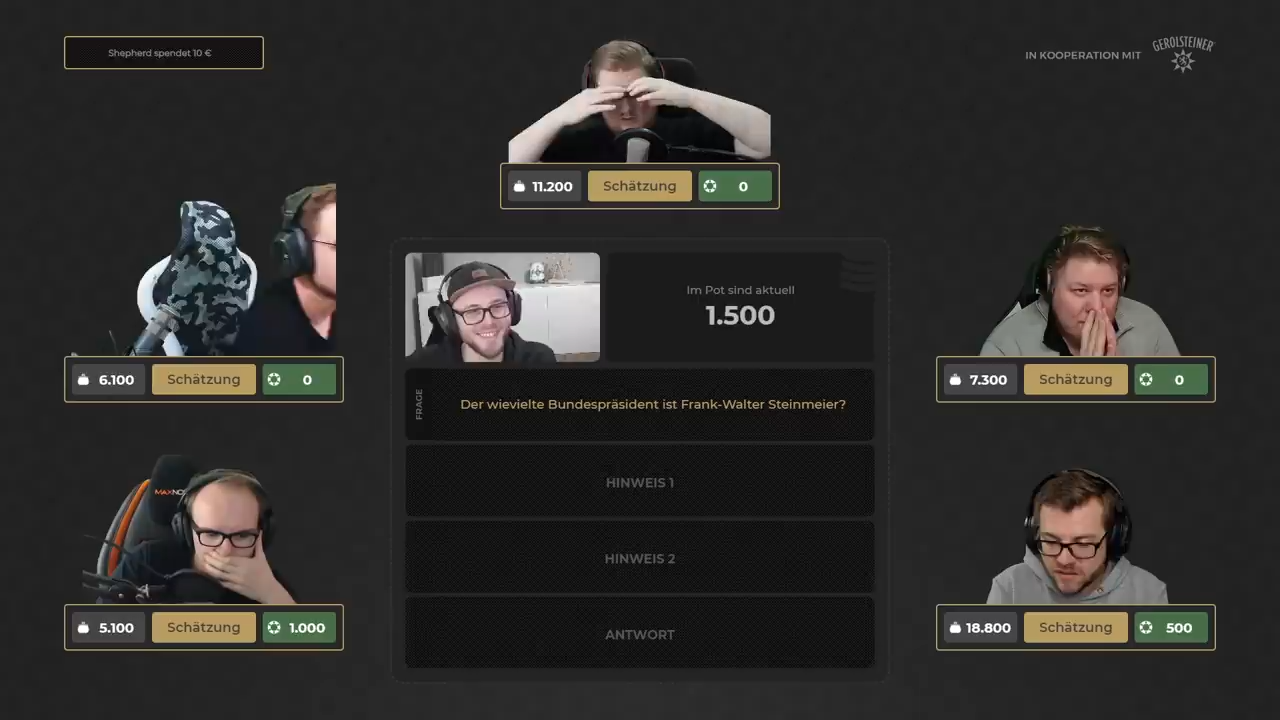 Shepherd spendet 10 €
IN KOOPERATION MIT
GEROLSTEINER
11.200 Schätzung 0
Im Pot sind aktuell
1.500
6.100 Schätzung 0
7.300 Schätzung 0
FRAGE
Der wievielte Bundespräsident ist Frank-Walter Steinmeier?
HINWEIS 1
MAXNO
HINWEIS 2
5.100 Schätzung 1.000
18.800 Schätzung 500
ANTWORT